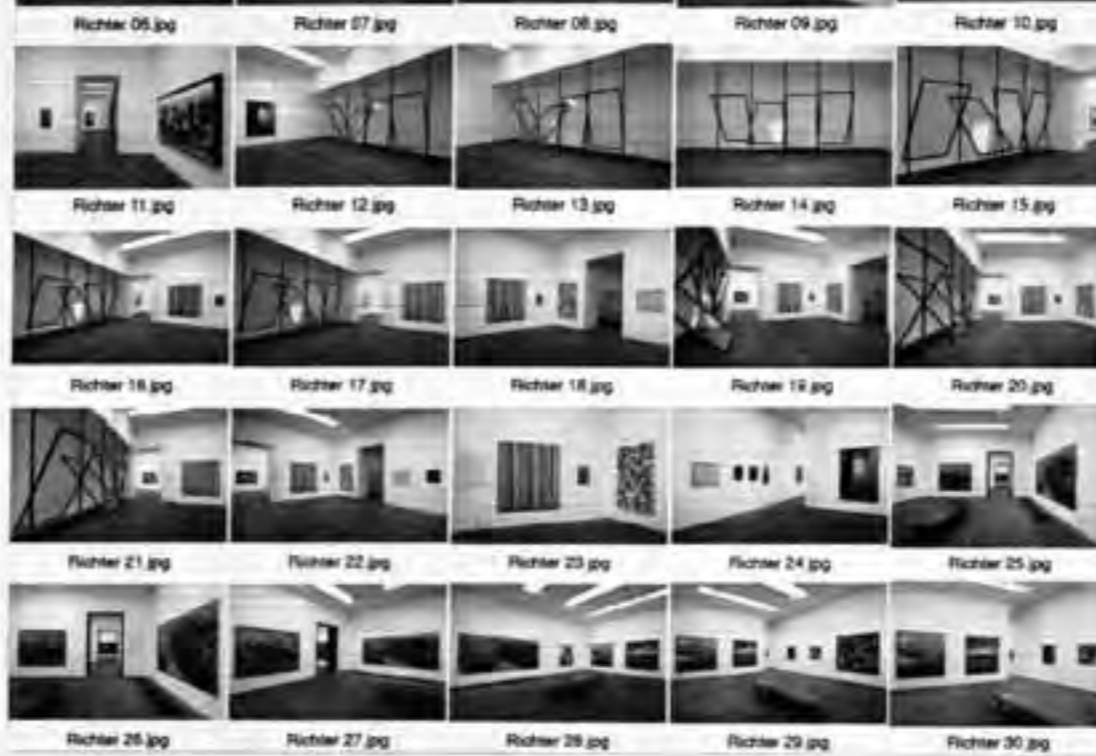 Richter 06.jpg Richter 07.jpg Richter 08.jpg Richter 09.jpg Richter 10.jpg
Richter 11.jpg Richter 12.jpg Richter 13.jpg Richter 14.jpg Richter 15.jpg
Richter 16.jpg Richter 17.jpg Richter 18.jpg Richter 19.jpg Richter 20.jpg
Richter 21.jpg Richter 22.jpg Richter 23.jpg Richter 24.jpg Richter 25.jpg
Richter 26.jpg Richter 27.jpg Richter 28.jpg Richter 29.jpg Richter 30.jpg